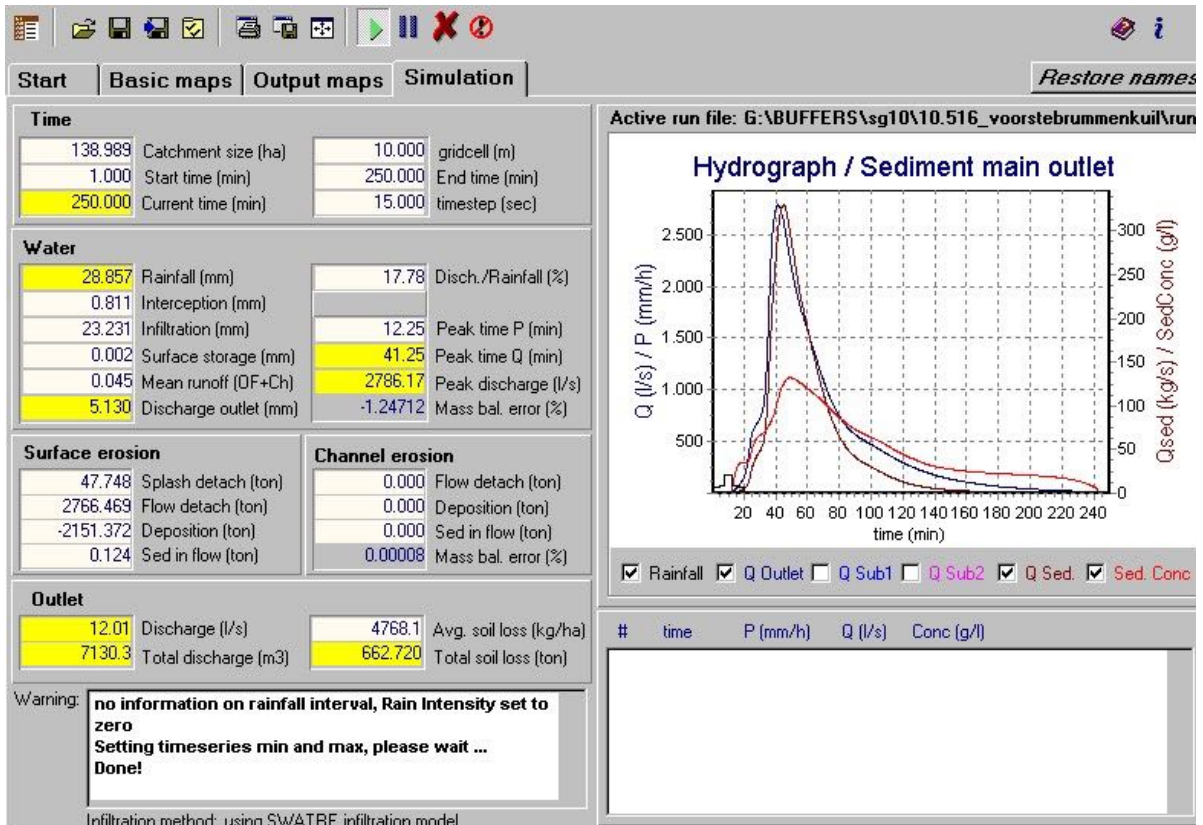 Start Basic maps Output maps Simulation Restore names
Time
138.989 Catchment size (ha) 10.000 gridcell (m)
1.000 Start time (min) 250.000 End time (min)
250.000 Current time (min) 15.000 timestep (sec)
Water
28.857 Rainfall (mm) 17.78 Disch./Rainfall (%)
0.811 Interception (mm)
23.231 Infiltration (mm) 12.25 Peak time P (min)
0.002 Surface storage (mm) 41.25 Peak time Q (min)
0.045 Mean runoff (OF+Ch) 2786.17 Peak discharge (l/s)
5.130 Discharge outlet (mm) -1.24712 Mass bal. error (%)
Surface erosion
47.748 Splash detach (ton)
2766.469 Flow detach (ton)
-2151.372 Deposition (ton)
0.124 Sed in flow (ton)
Channel erosion
0.000 Flow detach (ton)
0.000 Deposition (ton)
0.000 Sed in flow (ton)
0.00008 Mass bal. error (%)
Outlet
12.01 Discharge (l/s) 4768.1 Avg. soil loss (kg/ha)
7130.3 Total discharge (m3) 662.720 Total soil loss (ton)
Warning:
no information on rainfall interval, Rain Intensity set to
zero
Setting timeseries min and max, please wait ...
Done!
Infiltration method: using SWATRE infiltration model
Active run file: G:\BUFFERS\sg10\10.516_voorstebrummenkuil\run
Hydrograph / Sediment main outlet
Q (l/s) / P (mm/h)
2.500
2.000
1.500
1.000
500
300
250
200
150
100
50
0
Qsed (kg/s) / SedConc (g/l)
20 40 60 80 100 120 140 160 180 200 220 240
time (min)
Rainfall Q Outlet Q Sub1 Q Sub2 Q Sed. Sed. Conc
# time P (mm/h) Q (l/s) Conc (g/l)